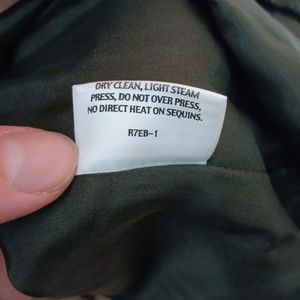 DRY CLEAN, LIGHT STEAM
PRESS, DO NOT OVER PRESS,
NO DIRECT HEAT ON SEQUINS.
R7EB-1